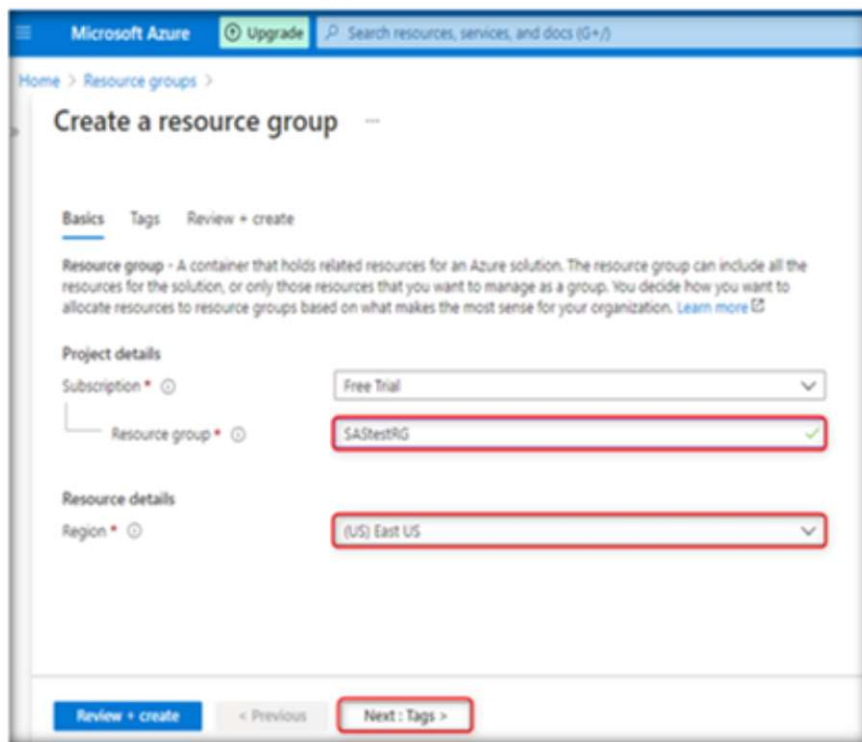 Microsoft Azure Upgrade Search resources, services, and docs (G+/)
Home > Resource groups >
Create a resource group ...
Basics Tags Review + create
Resource group - A container that holds related resources for an Azure solution. The resource group can include all the
resources for the solution, or only those resources that you want to manage as a group. You decide how you want to
allocate resources to resource groups based on what makes the most sense for your organization. Learn more
Project details
Subscription * Free Trial
Resource group * SAStestRG
Resource details
Region * (US) East US
Review + create < Previous Next : Tags >